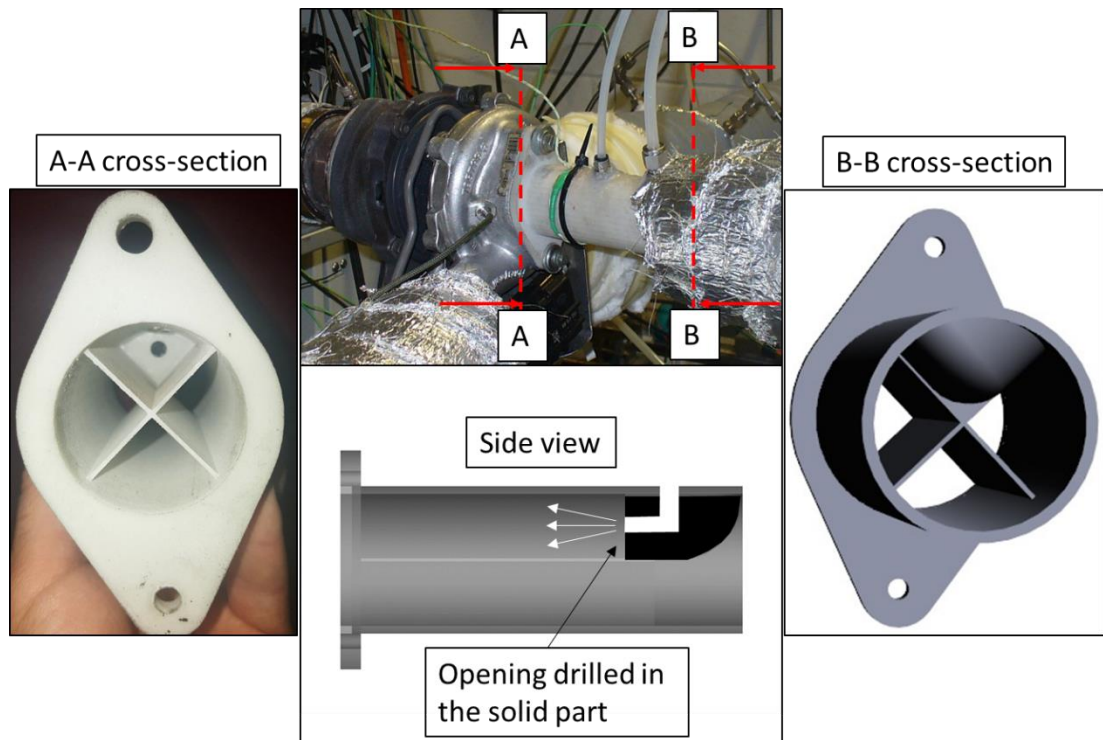 A
B
A-A cross-section
B-B cross-section
A
B
Side view
Opening drilled in
the solid part